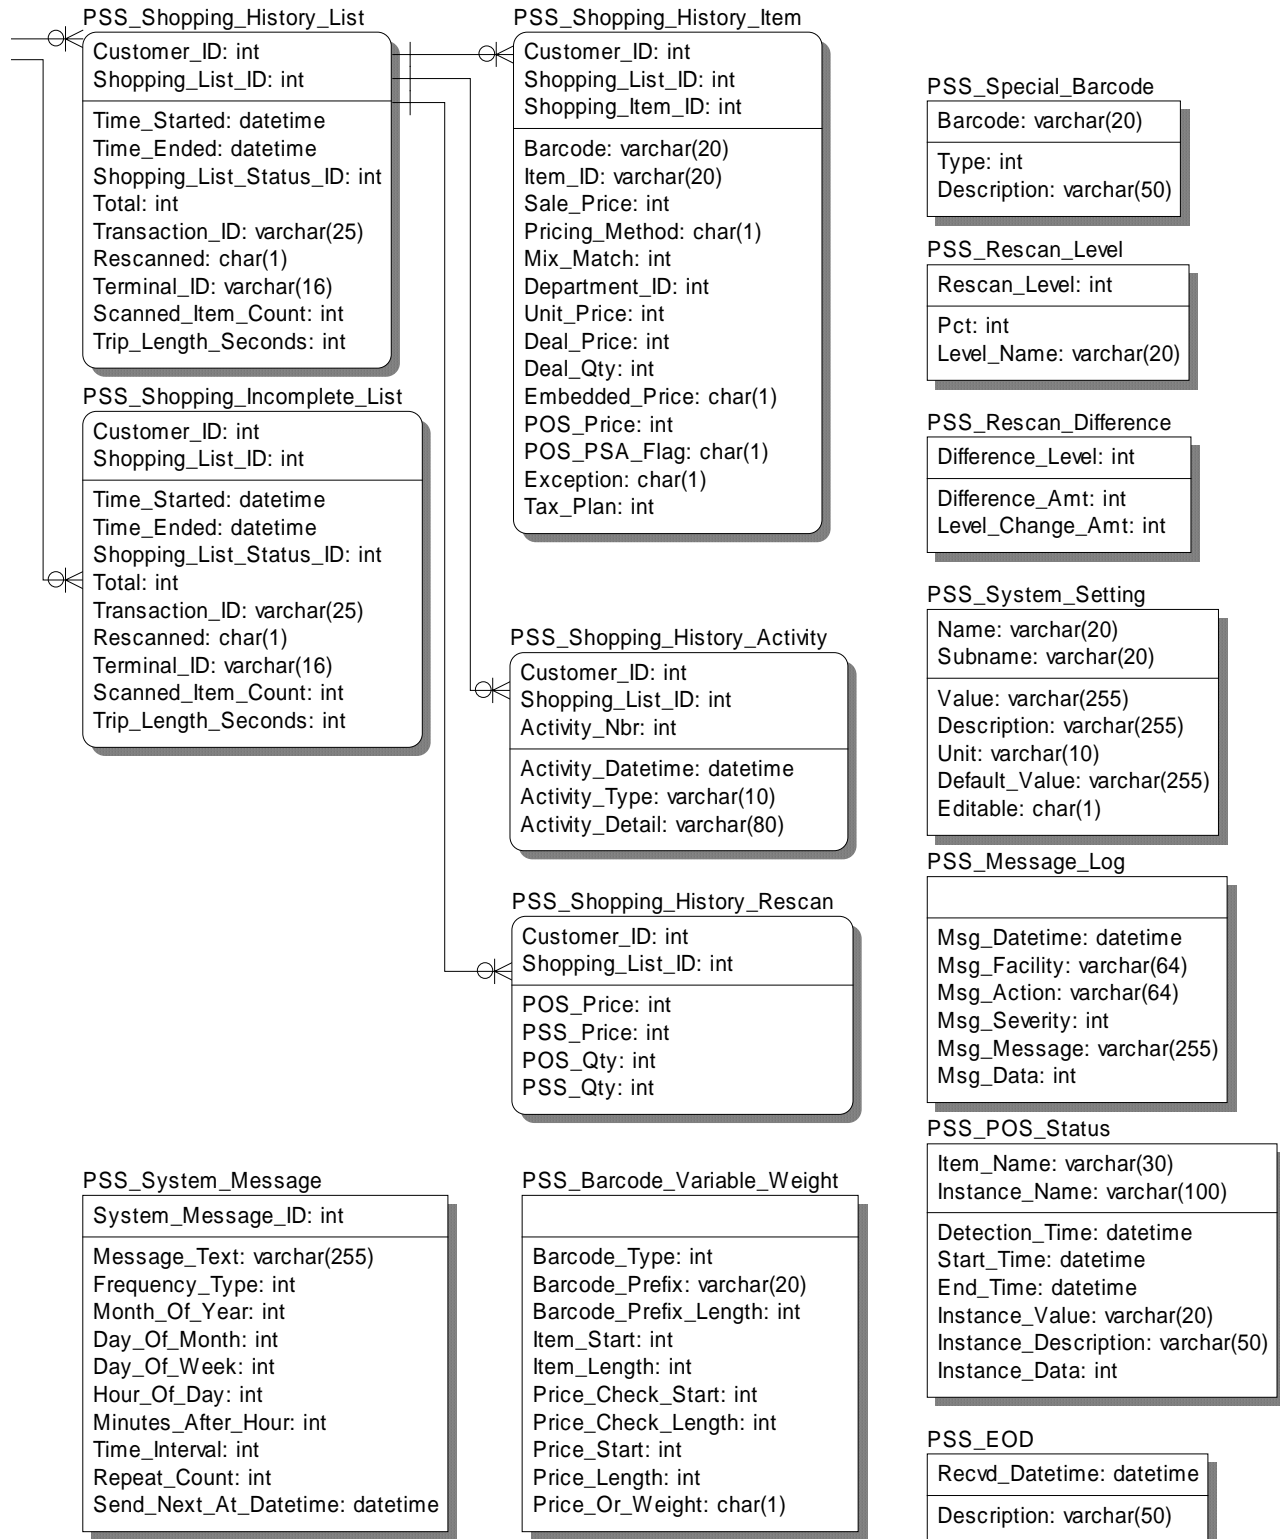 PSS_Shopping_History_List
Customer_ID: int
Shopping_List_ID: int
Time_Started: datetime
Time_Ended: datetime
Shopping_List_Status_ID: int
Total: int
Transaction_ID: varchar(25)
Rescanned: char(1)
Terminal_ID: varchar(16)
Scanned_Item_Count: int
Trip_Length_Seconds: int
PSS_Shopping_Incomplete_List
Customer_ID: int
Shopping_List_ID: int
Time_Started: datetime
Time_Ended: datetime
Shopping_List_Status_ID: int
Total: int
Transaction_ID: varchar(25)
Rescanned: char(1)
Terminal_ID: varchar(16)
Scanned_Item_Count: int
Trip_Length_Seconds: int
PSS_System_Message
System_Message_ID: int
Message_Text: varchar(255)
Frequency_Type: int
Month_Of_Year: int
Day_Of_Month: int
Day_Of_Week: int
Hour_Of_Day: int
Minutes_After_Hour: int
Time_Interval: int
Repeat_Count: int
Send_Next_At_Datetime: datetime
PSS_Shopping_History_Item
Customer_ID: int
Shopping_List_ID: int
Shopping_Item_ID: int
Barcode: varchar(20)
Item_ID: varchar(20)
Sale_Price: int
Pricing_Method: char(1)
Mix_Match: int
Department_ID: int
Unit_Price: int
Deal_Price: int
Deal_Qty: int
Embedded_Price: char(1)
POS_Price: int
POS_PSA_Flag: char(1)
Exception: char(1)
Tax_Plan: int
PSS_Shopping_History_Activity
Customer_ID: int
Shopping_List_ID: int
Activity_Nbr: int
Activity_Datetime: datetime
Activity_Type: varchar(10)
Activity_Detail: varchar(80)
PSS_Shopping_History_Rescan
Customer_ID: int
Shopping_List_ID: int
POS_Price: int
PSS_Price: int
POS_Qty: int
PSS_Qty: int
PSS_Barcode_Variable_Weight
Barcode_Type: int
Barcode_Prefix: varchar(20)
Barcode_Prefix_Length: int
Item_Start: int
Item_Length: int
Price_Check_Start: int
Price_Check_Length: int
Price_Start: int
Price_Length: int
Price_Or_Weight: char(1)
PSS_Special_Barcode
Barcode: varchar(20)
Type: int
Description: varchar(50)
PSS_Rescan_Level
Rescan_Level: int
Pct: int
Level_Name: varchar(20)
PSS_Rescan_Difference
Difference_Level: int
Difference_Amt: int
Level_Change_Amt: int
PSS_System_Setting
Name: varchar(20)
Subname: varchar(20)
Value: varchar(255)
Description: varchar(255)
Unit: varchar(10)
Default_Value: varchar(255)
Editable: char(1)
PSS_Message_Log
Msg_Datetime: datetime
Msg_Facility: varchar(64)
Msg_Action: varchar(64)
Msg_Severity: int
Msg_Message: varchar(255)
Msg_Data: int
PSS_POS_Status
Item_Name: varchar(30)
Instance_Name: varchar(100)
Detection_Time: datetime
Start_Time: datetime
End_Time: datetime
Instance_Value: varchar(20)
Instance_Description: varchar(50)
Instance_Data: int
PSS_EOD
Recvd_Datetime: datetime
Description: varchar(50)